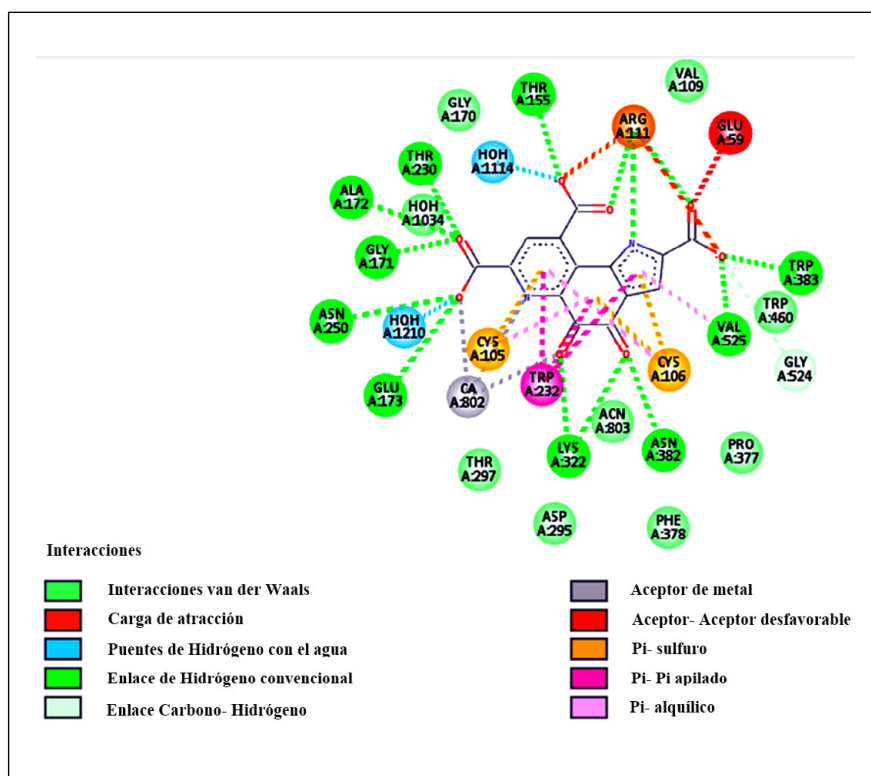 VAL
A:109
THR
A:155
GLY
A:170
ARG
A:111
GLU
A:59
THR
A:230
HOH
A:1114
ALA
A:172
HOH
A:1034
O
O
O
O
N
O
GLY
A:171
O
O
TRP
A:383
ASN
A:250
HOH
A:1210
N
TRP
A:460
VAL
A:525
CYS
A:105
O
O
GLY
A:524
GLU
A:173
CA
A:802
TRP
A:232
CYS
A:106
ACN
A:803
LYS
A:322
ASN
A:382
PRO
A:377
THR
A:297
ASP
A:295
PHE
A:378
Interacciones
Interacciones van der Waals
Carga de atracción
Puentes de Hidrógeno con el agua
Enlace de Hidrógeno convencional
Enlace Carbono- Hidrógeno
Aceptor de metal
Aceptor- Aceptor desfavorable
Pi- sulfuro
Pi- Pi apilado
Pi- alquílico